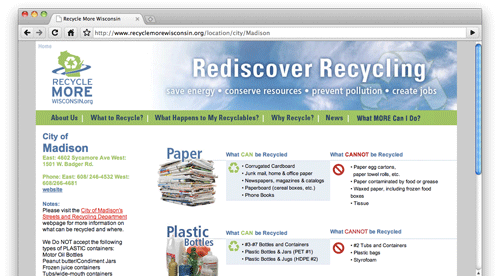 Recycle More Wisconsin
http://www.recyclemorewisconsin.org/location/city/Madison
Home
RECYCLE
MORE
WISCONSIN.org
Rediscover Recycling
save energy • conserve resources • prevent pollution • create jobs
About Us | What to Recycle? | What Happens to My Recyclables? | Why Recycle? | News | What MORE Can I Do?
City of
Madison
East: 4602 Sycamore Ave West:
1501 W. Badger Rd.
Phone: East: 608/ 246-4532 West:
608/266-4681
website
Notes:
Please visit the City of Madison's
Streets and Recycling Department
webpage for more information on
what can be recycled and where.
We Do NOT accept the following
types of PLASTIC containers:
Motor Oil Bottles
Peanut butter/Condiment Jars
Frozen juice containers
Tubs/wide-mouth containers
Paper
What CAN be Recycled
• Corrugated Cardboard
• Junk mail, home & office paper
• Newspapers, magazines & catalogs
• Paperboard (cereal boxes, etc.)
• Phone Books
What CANNOT be Recycled
• Paper egg cartons,
paper towel rolls, etc.
• Paper contaminated by food or grease
• Waxed paper, including frozen food
boxes
• Tissue
Plastic
Bottles
What CAN be Recycled
• #3-#7 Bottles and Containers
• Plastic Bottles & Jars (PET #1)
• Plastic Bottles & Jugs (HDPE #2)
What CANNOT be Recycled
• #2 Tubs and Containers
• Plastic bags
• Styrofoam